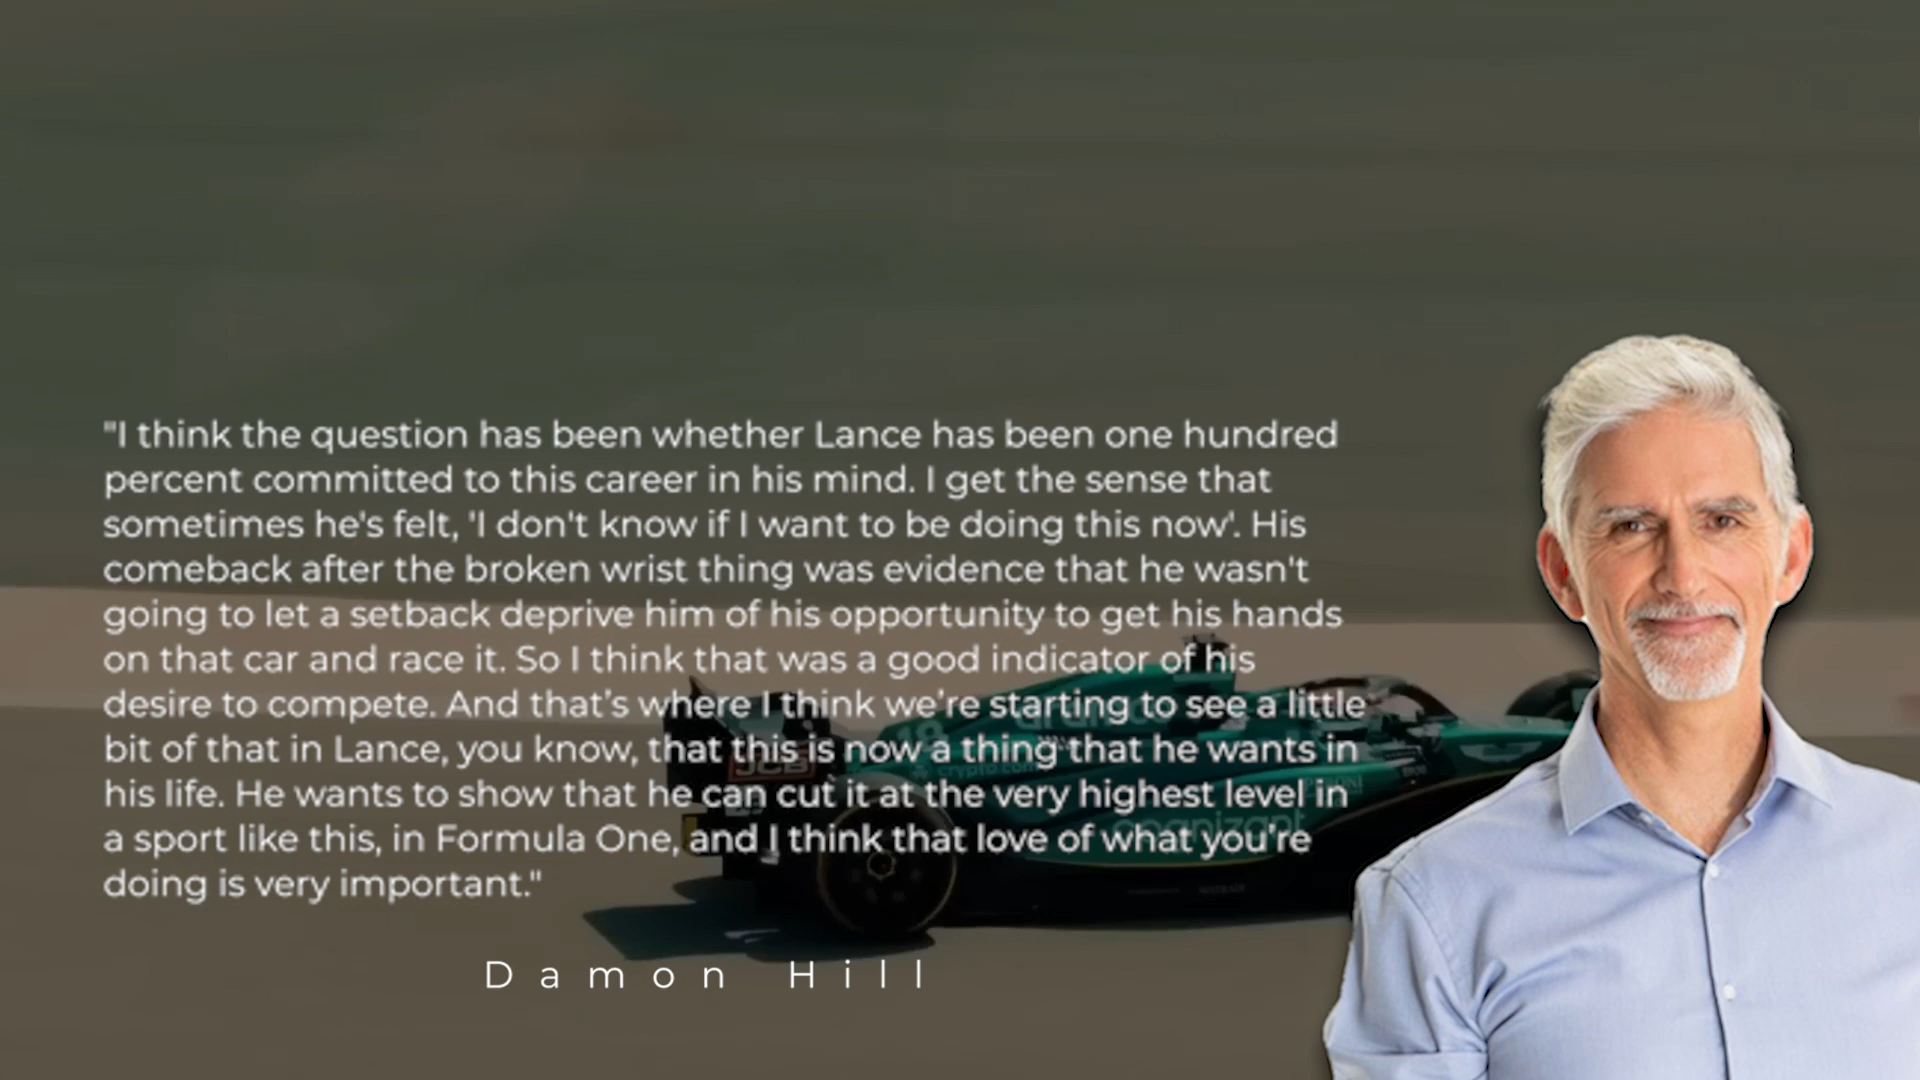 "I think the question has been whether Lance has been one hundred
percent committed to this career in his mind. I get the sense that
sometimes he's felt, 'I don't know if I want to be doing this now'. His
comeback after the broken wrist thing was evidence that he wasn't
going to let a setback deprive him of his opportunity to get his hands
on that car and race it. So I think that was a good indicator of his
desire to compete. And that’s where I think we’re starting to see a little
bit of that in Lance, you know, that this is now a thing that he wants in
his life. He wants to show that he can cut it at the very highest level in
a sport like this, in Formula One, and I think that love of what you’re
doing is very important."
Damon Hill
aramco
18
JCB
crypto.com
cognizant